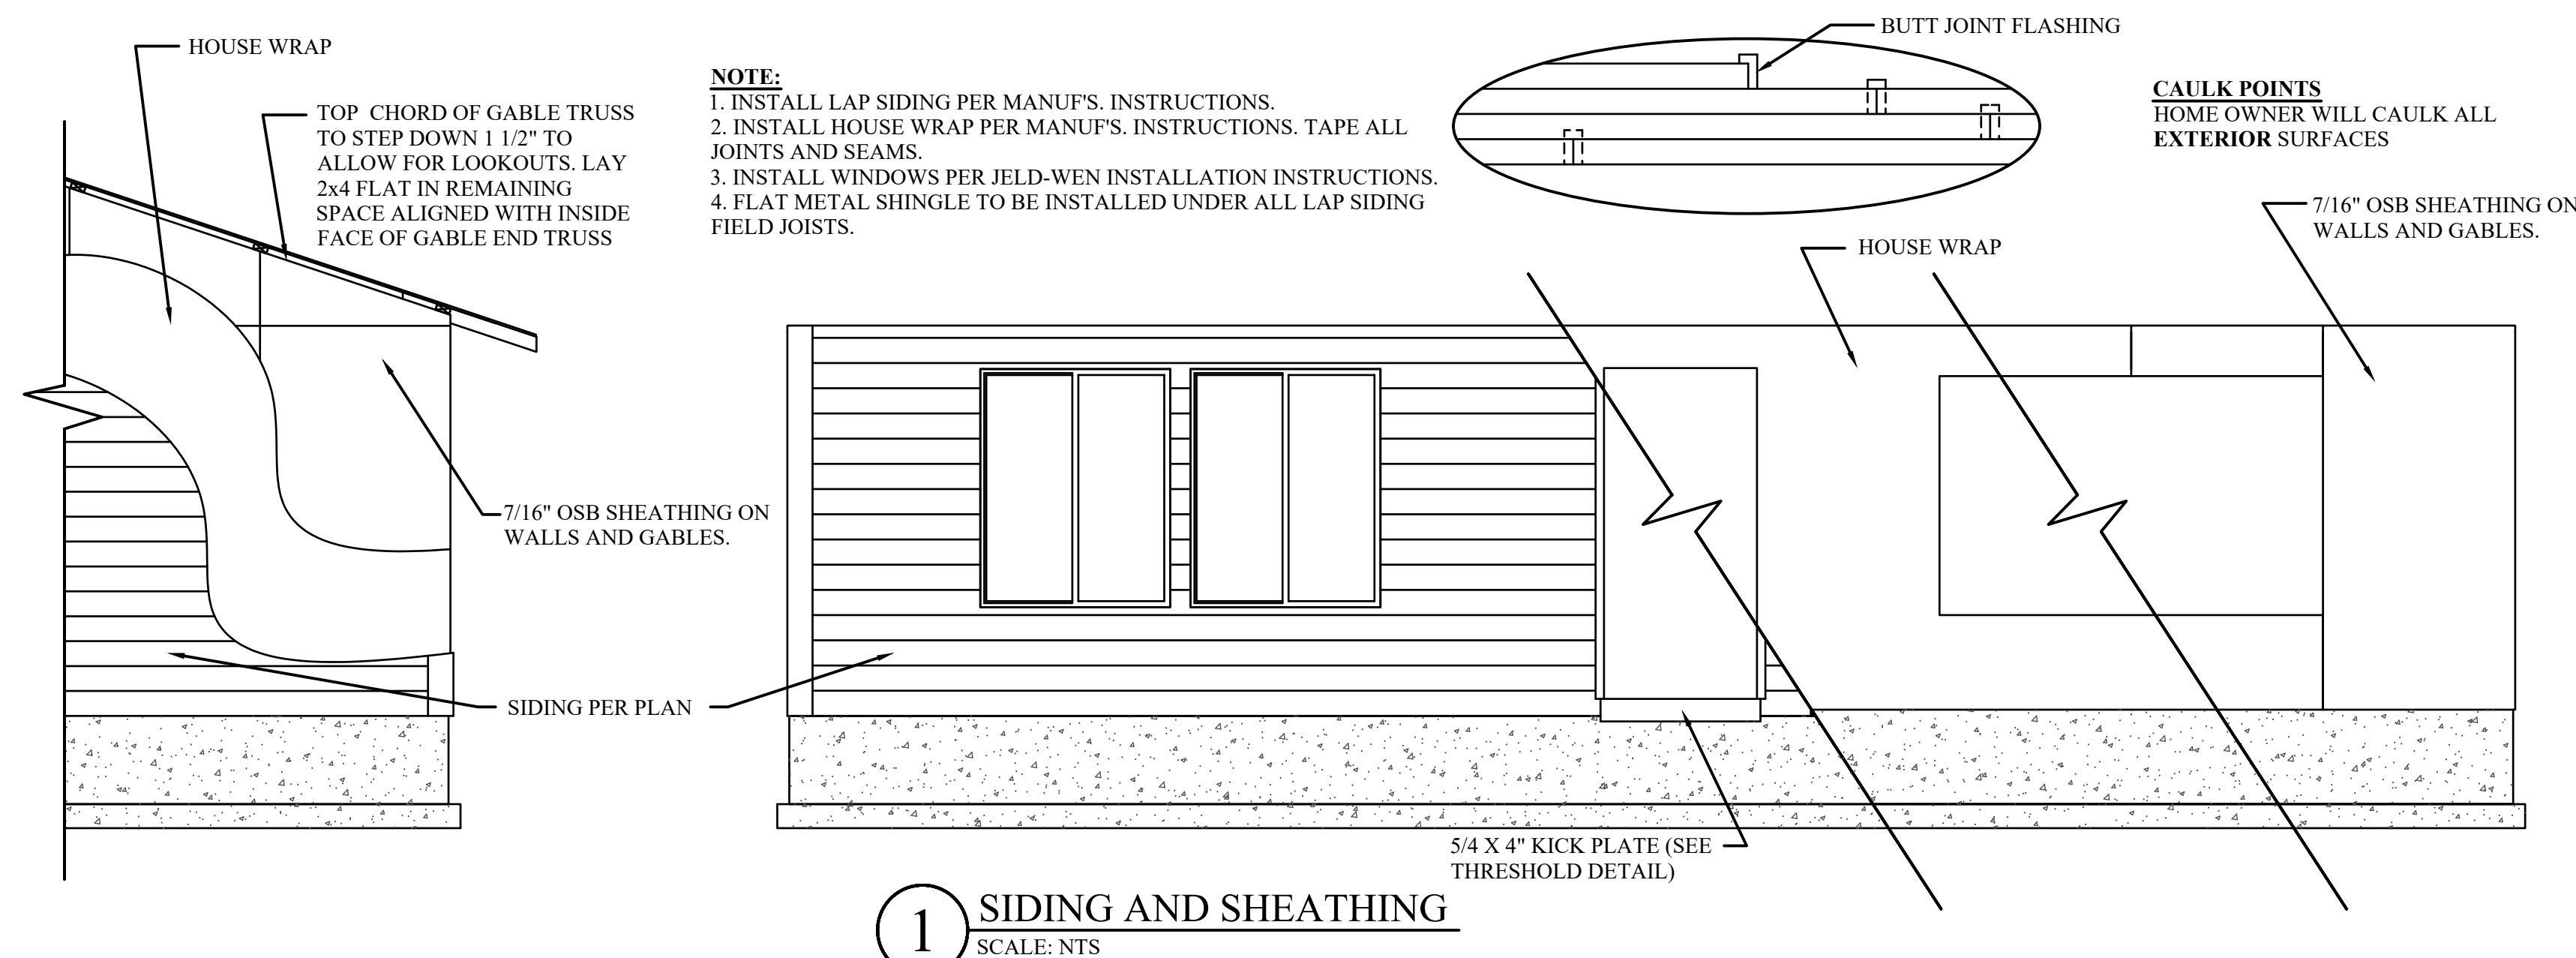 HOUSE WRAP
TOP CHORD OF GABLE TRUSS
TO STEP DOWN 1 1/2" TO
ALLOW FOR LOOKOUTS. LAY
2x4 FLAT IN REMAINING
SPACE ALIGNED WITH INSIDE
FACE OF GABLE END TRUSS
NOTE:
1. INSTALL LAP SIDING PER MANUF'S. INSTRUCTIONS.
2. INSTALL HOUSE WRAP PER MANUF'S. INSTRUCTIONS. TAPE ALL
JOINTS AND SEAMS.
3. INSTALL WINDOWS PER JELD-WEN INSTALLATION INSTRUCTIONS.
4. FLAT METAL SHINGLE TO BE INSTALLED UNDER ALL LAP SIDING
FIELD JOISTS.
BUTT JOINT FLASHING
CAULK POINTS
HOME OWNER WILL CAULK ALL
EXTERIOR SURFACES
7/16" OSB SHEATHING ON
WALLS AND GABLES.
HOUSE WRAP
7/16" OSB SHEATHING ON
WALLS AND GABLES.
SIDING PER PLAN
5/4 X 4" KICK PLATE (SEE
THRESHOLD DETAIL)
1 SIDING AND SHEATHING
SCALE: NTS